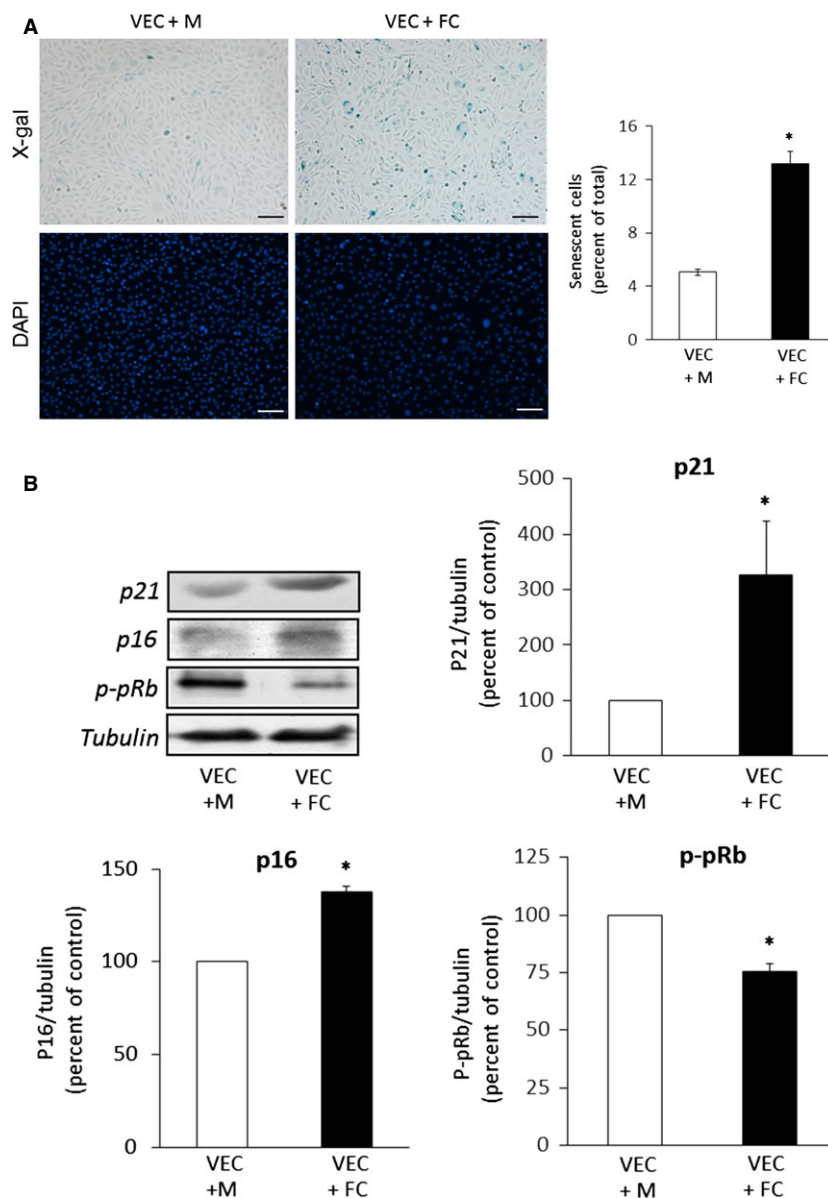 A
VEC + M
VEC + FC
X-gal
DAPI
Senescent cells
(percent of total)
16
12
8
4
0
*
VEC
+ M
VEC
+ FC
B
p21
p16
p-pRb
Tubulin
VEC
+M
VEC
+ FC
p21
P21/tubulin
(percent of control)
500
400
300
200
100
0
*
VEC
+M
VEC
+ FC
p16
P16/tubulin
(percent of control)
150
100
50
0
*
VEC
+M
VEC
+ FC
p-pRb
P-pRb/tubulin
(percent of control)
125
100
75
50
25
0
*
VEC
+ M
VEC
+ FC